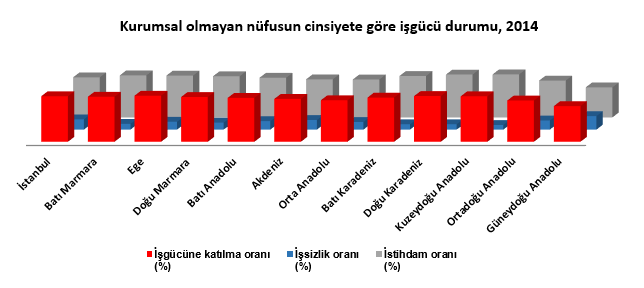 Kurumsal olmayan nüfusun cinsiyete göre işgücü durumu, 2014
İstanbul
Batı Marmara
Ege
Doğu Marmara
Batı Anadolu
Akdeniz
Orta Anadolu
Batı Karadeniz
Doğu Karadeniz
Kuzeydoğu Anadolu
Ortadoğu Anadolu
Güneydoğu Anadolu
İşgücüne katılma oranı (%)
İşsizlik oranı (%)
İstihdam oranı (%)